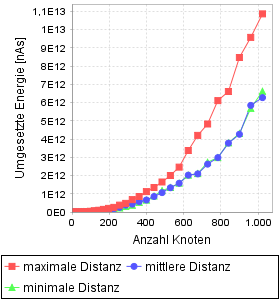 1,1E13
1E13
9E12
8E12
7E12
6E12
5E12
4E12
3E12
2E12
1E12
0E0
Umgesetzte Energie [nAs]
0 200 400 600 800 1.000
Anzahl Knoten
maximale Distanz mittlere Distanz
minimale Distanz